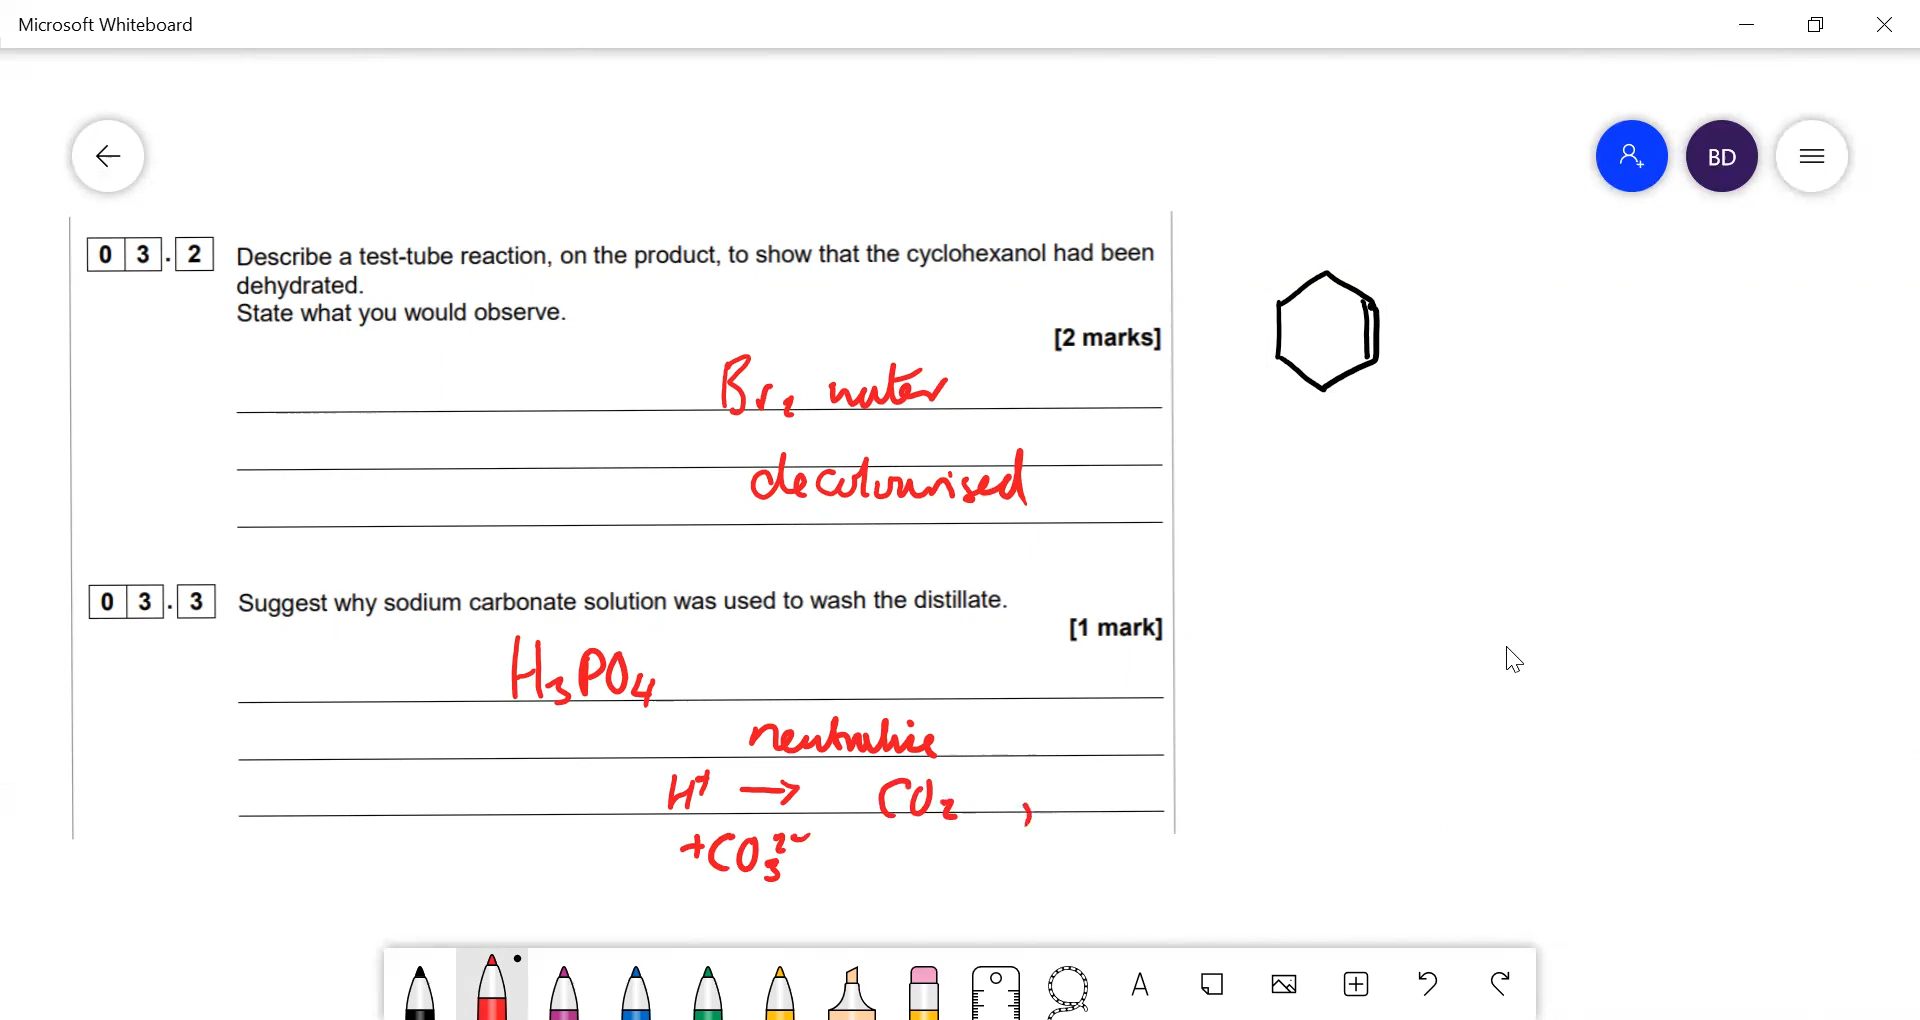 Microsoft Whiteboard
BD
0 3 . 2 Describe a test-tube reaction, on the product, to show that the cyclohexanol had been
dehydrated.
State what you would observe.
[2 marks]
Br₂ water
decolourised
0 3 . 3 Suggest why sodium carbonate solution was used to wash the distillate.
[1 mark]
H₃PO₄
neutralise
H⁺ → CO₂ ,
+CO₃²⁻
A